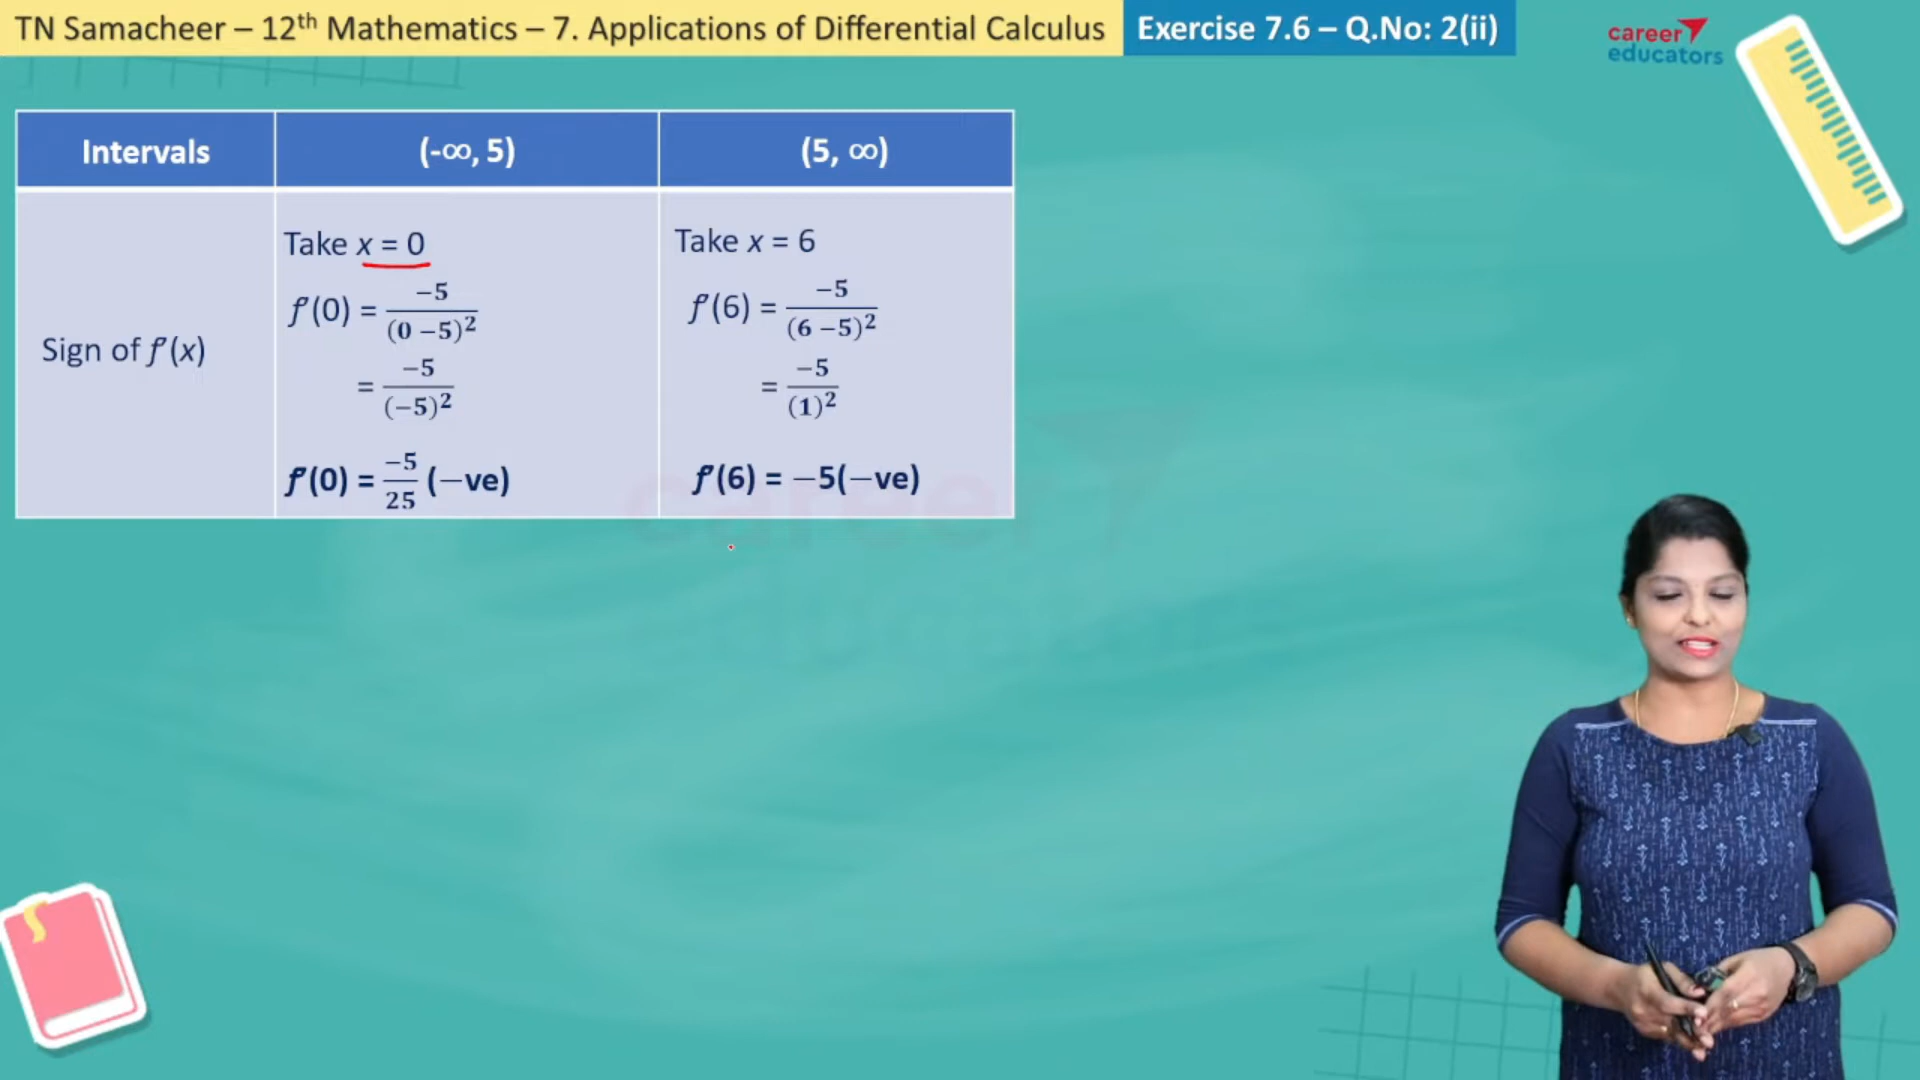 TN Samacheer – 12th Mathematics – 7. Applications of Differential Calculus
Exercise 7.6 – Q.No: 2(ii)
career
educators
Intervals
(-∞, 5)
(5, ∞)
Sign of f′(x)
Take x = 0
f′(0) = −5/(0 −5)²
= −5/(−5)²
f′(0) = −5/25 (−ve)
Take x = 6
f′(6) = −5/(6 −5)²
= −5/(1)²
f′(6) = −5(−ve)
career
educators